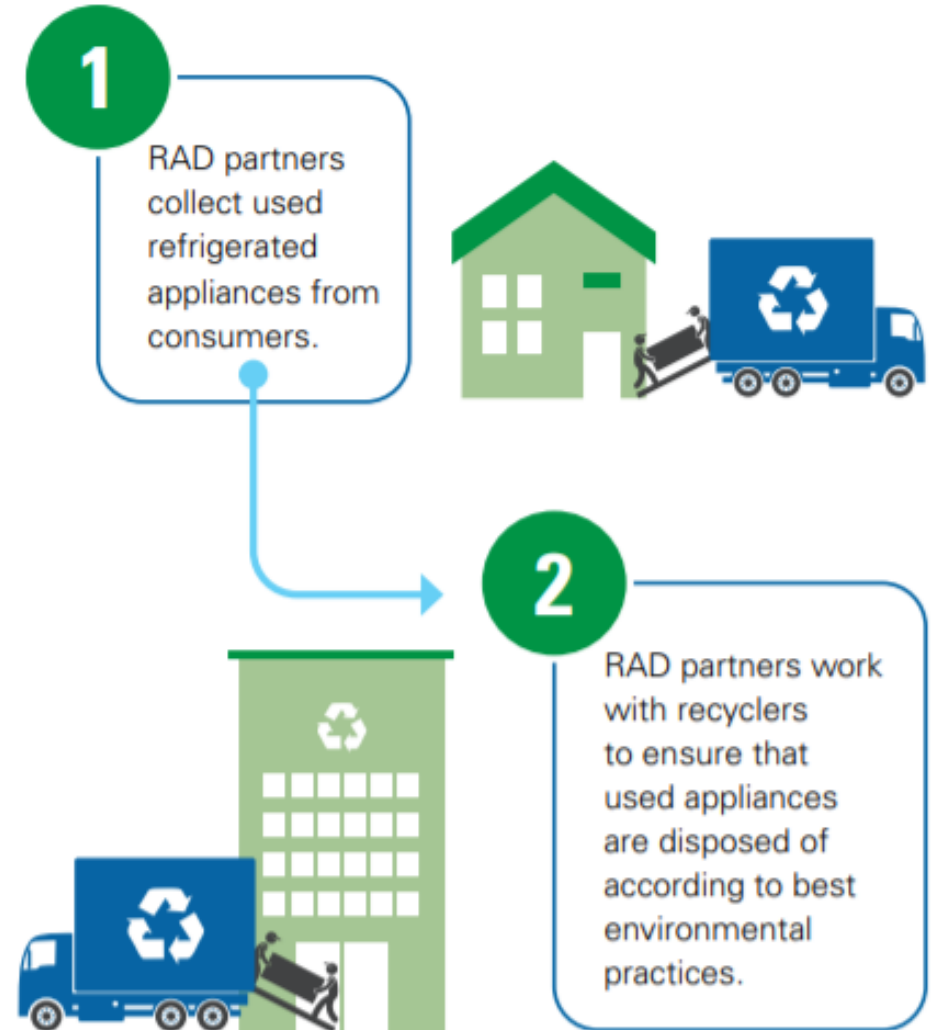 1
RAD partners
collect used
refrigerated
appliances from
consumers.
2
RAD partners work
with recyclers
to ensure that
used appliances
are disposed of
according to best
environmental
practices.